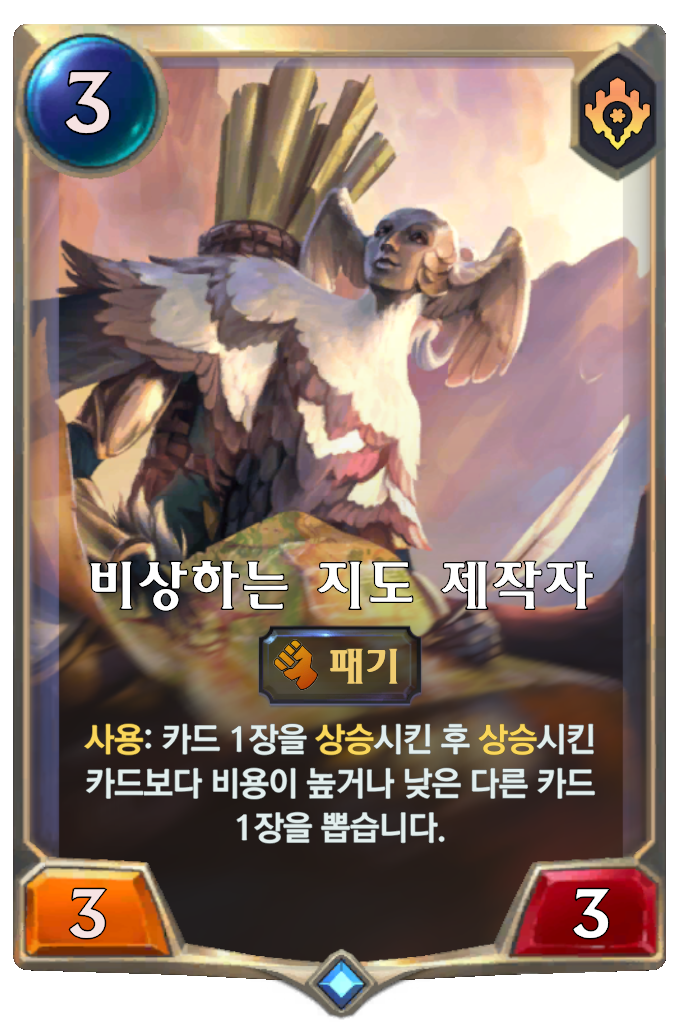 3
비상하는 지도 제작자
패기
사용: 카드 1장을 상승시킨 후 상승시킨
카드보다 비용이 높거나 낮은 다른 카드
1장을 뽑습니다.
3
3